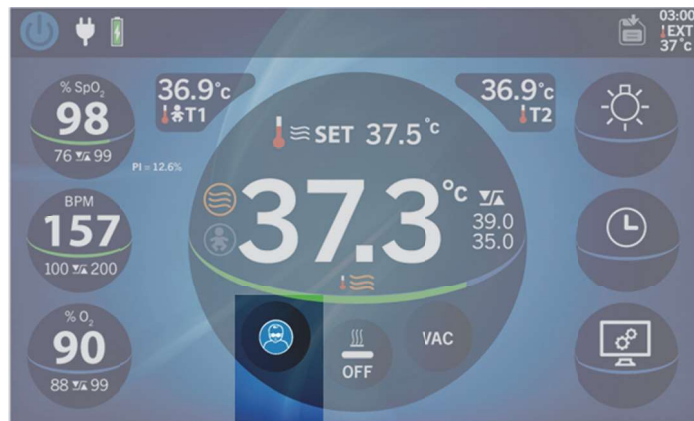 03:00
EXT
37°c
% SpO₂
98
76 99
PI = 12.6%
36.9°c
T1
36.9°c
T2
SET 37.5°c
37.3°c
39.0
35.0
BPM
157
100 200
% O₂
90
88 99
OFF
VAC